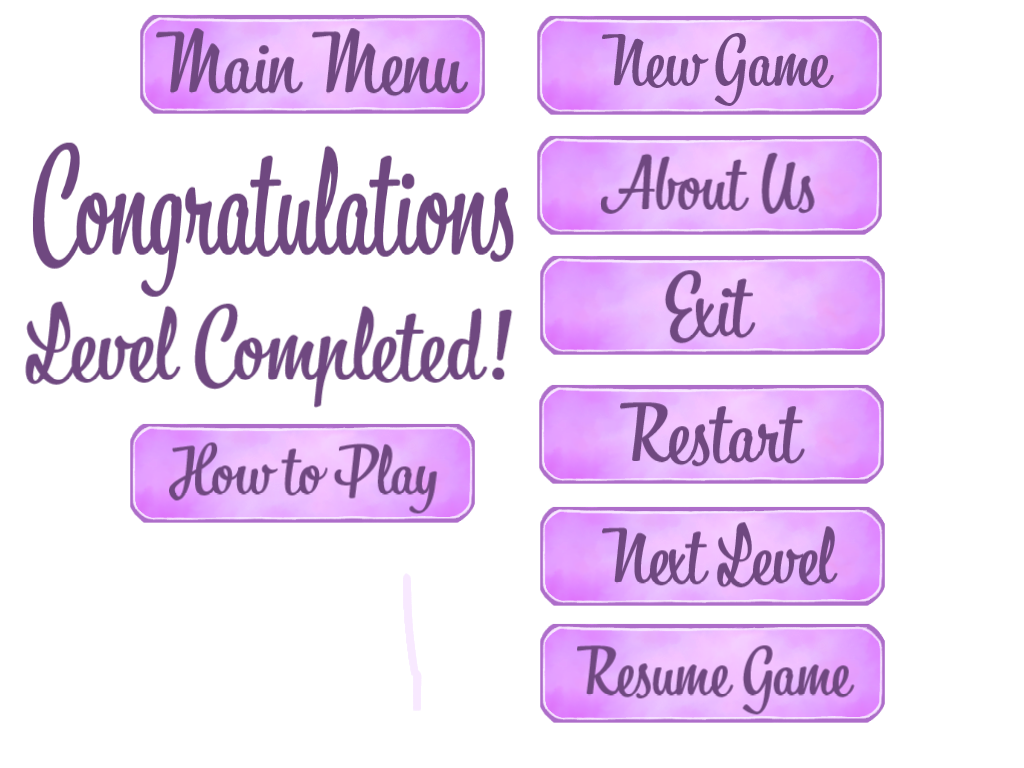 Main Menu
Congratulations
Level Completed!
How to Play
New Game
About Us
Exit
Restart
Next Level
Resume Game